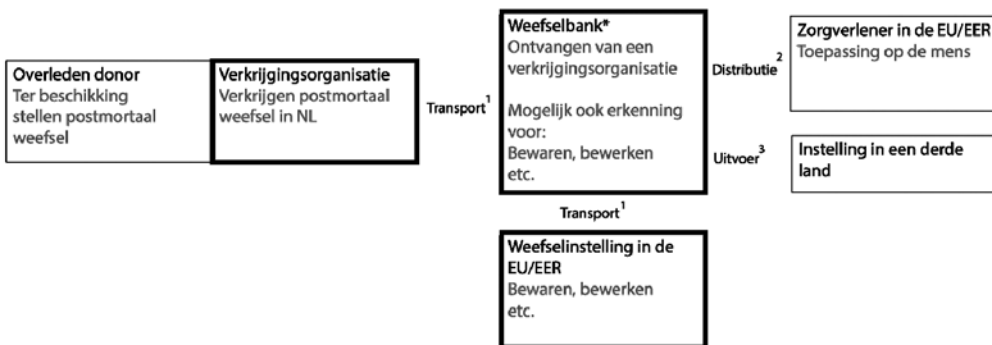 Overleden donor
Ter beschikking
stellen postmortaal
weefsel
Verkrijgingsorganisatie
Verkrijgen postmortaal
weefsel in NL
Transport1
Weefselbank*
Ontvangen van een
verkrijgingsorganisatie
Mogelijk ook erkenning
voor:
Bewaren, bewerken
etc.
Distributie2
Zorgverlener in de EU/EER
Toepassing op de mens
Uitvoer3
Instelling in een derde
land
Transport1
Weefselinstelling in de
EU/EER
Bewaren, bewerken
etc.